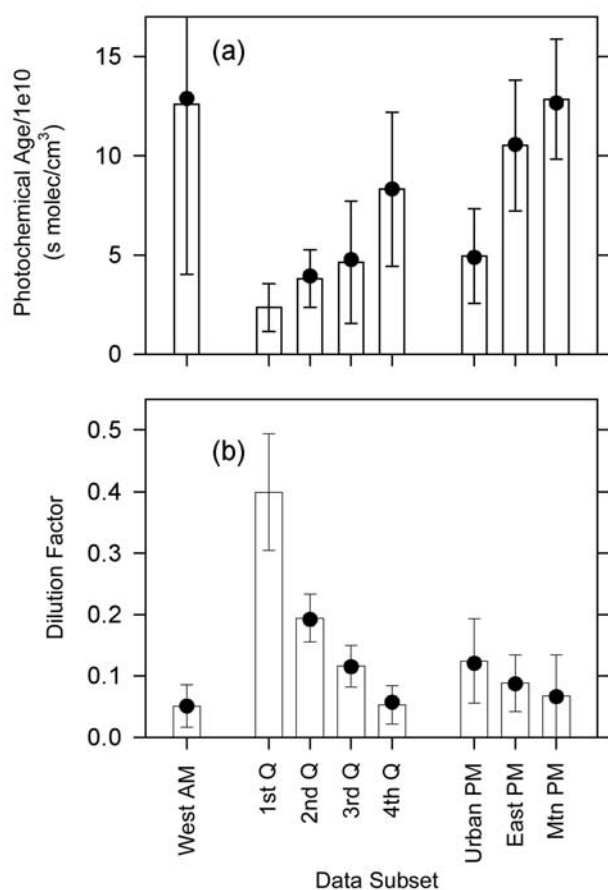 (a)
Photochemical Age/1e10
(s molec/cm³)
15
10
5
0
(b)
Dilution Factor
0.5
0.4
0.3
0.2
0.1
0.0
West AM
1st Q
2nd Q
3rd Q
4th Q
Urban PM
East PM
Mtn PM
Data Subset